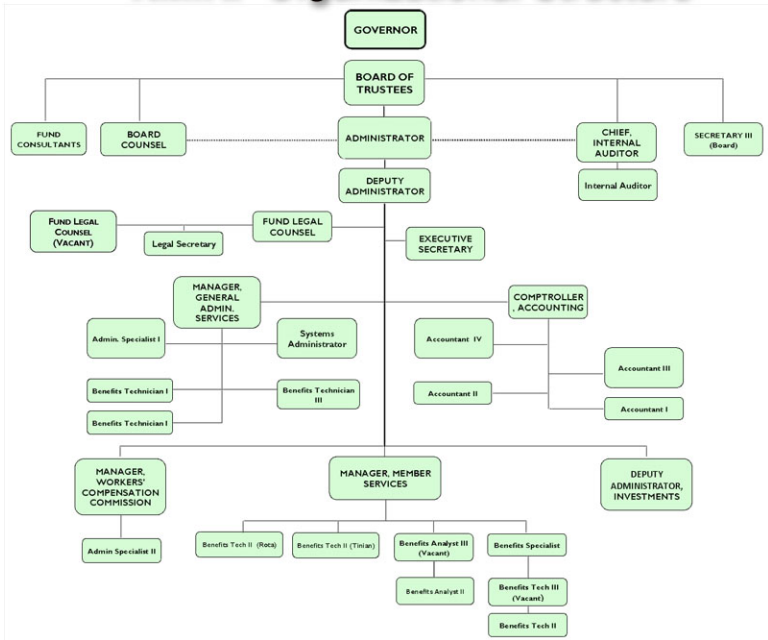 GOVERNOR
BOARD OF
TRUSTEES
FUND
CONSULTANTS
BOARD
COUNSEL
ADMINISTRATOR
CHIEF,
INTERNAL
AUDITOR
SECRETARY III
(Board)
DEPUTY
ADMINISTRATOR
Internal Auditor
FUND LEGAL
COUNSEL
(VACANT)
Legal Secretary
FUND LEGAL
COUNSEL
EXECUTIVE
SECRETARY
MANAGER,
GENERAL
ADMIN.
SERVICES
COMPTROLLER
, ACCOUNTING
Admin. Specialist I
Systems
Administrator
Accountant IV
Accountant III
Benefits Technician I
Benefits Technician
III
Accountant II
Accountant I
Benefits Technician I
MANAGER,
WORKERS'
COMPENSATION
COMMISSION
MANAGER, MEMBER
SERVICES
DEPUTY
ADMINISTRATOR,
INVESTMENTS
Admin Specialist II
Benefits Tech II (Rota)
Benefits Tech II (Tinian)
Benefits Analyst III
(Vacant)
Benefits Specialist
Benefits Analyst II
Benefits Tech III
(Vacant)
Benefits Tech II